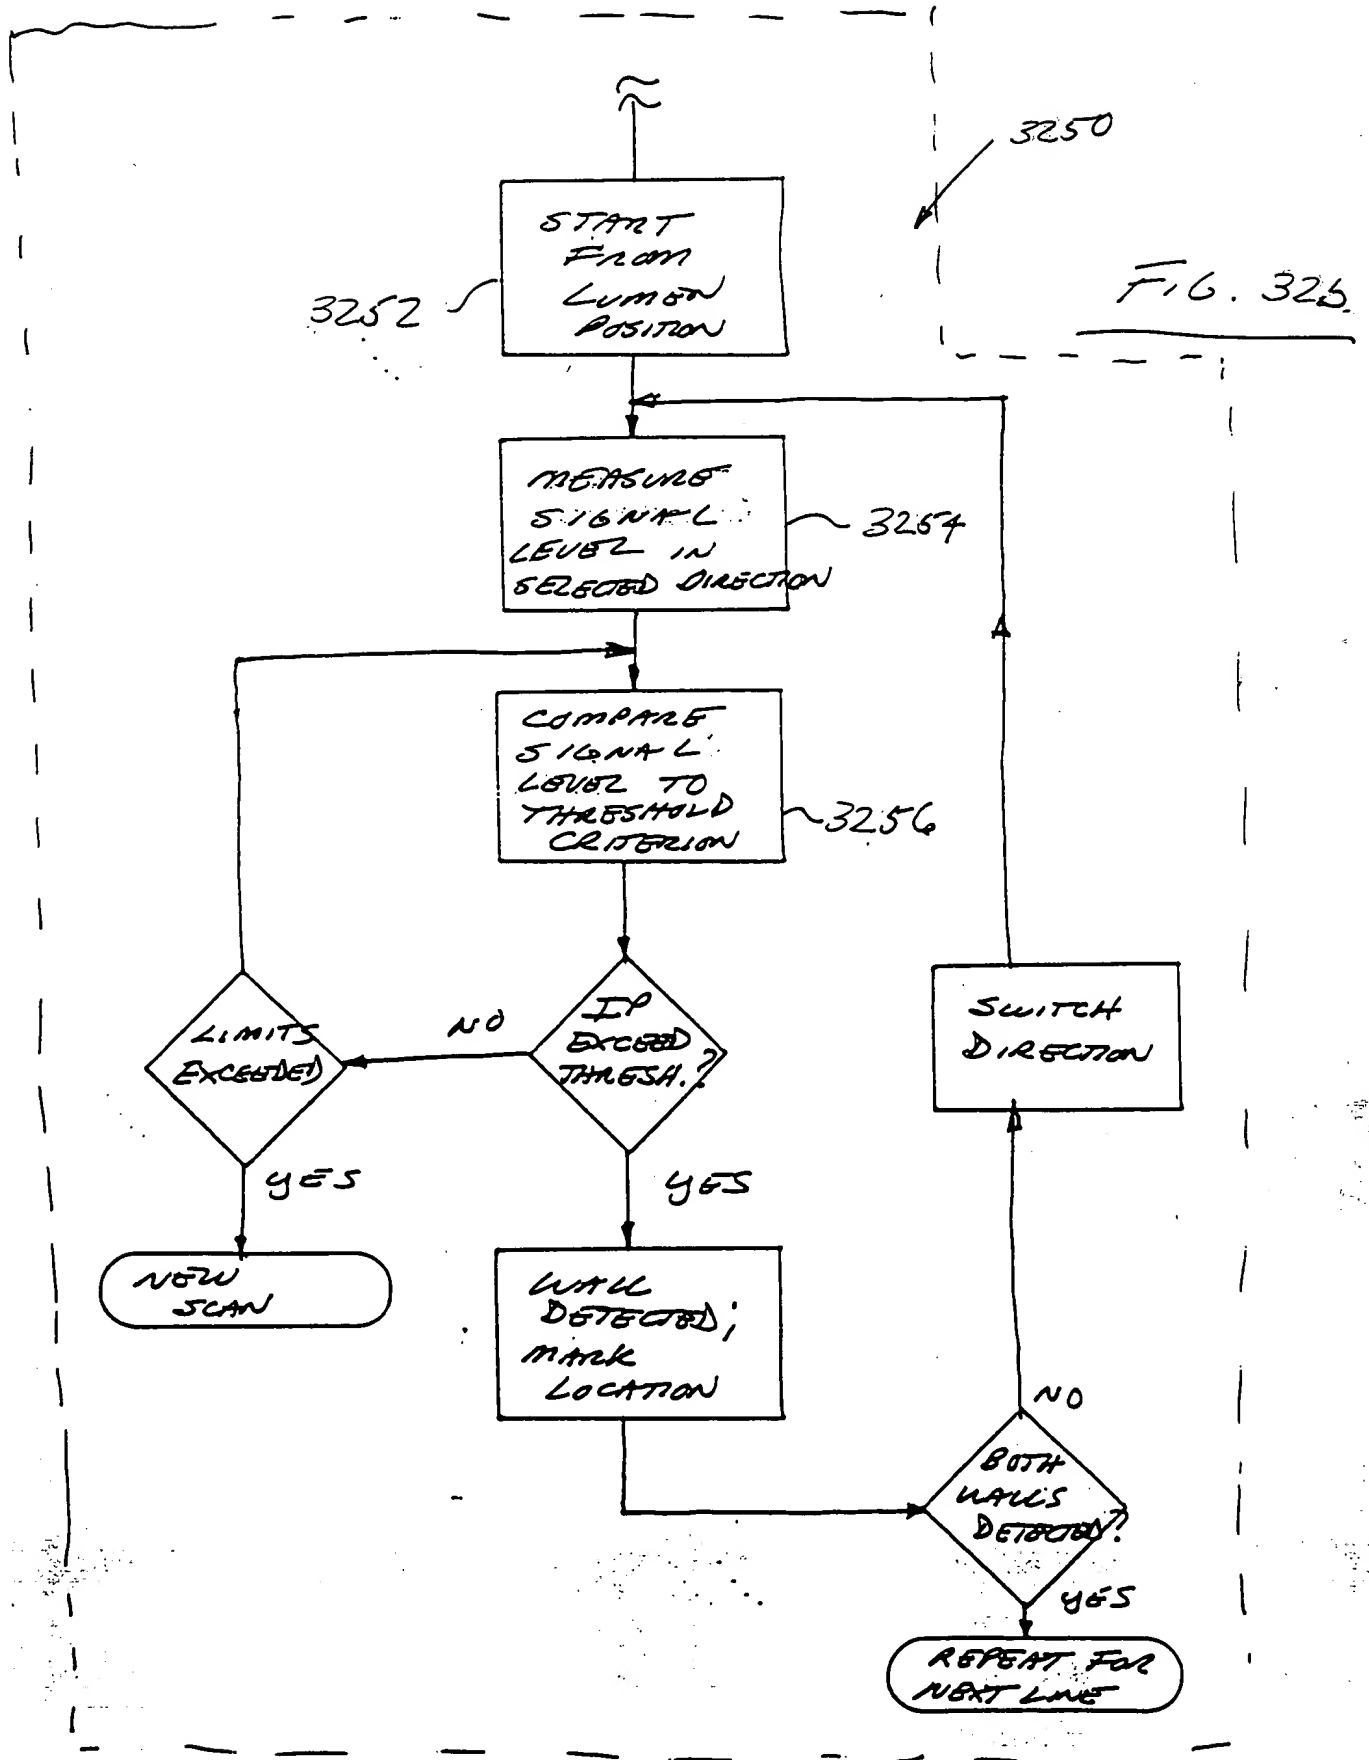 3250
FIG. 32b.
START
FROM
LUMEN
POSITION
3252
MEASURE
SIGNAL
LEVEL IN
SELECTED DIRECTION
3254
COMPARE
SIGNAL
LEVEL TO
THRESHOLD
CRITERION
3256
LIMITS
EXCEEDED
NO
IF
EXCEED
THRESH.?
SWITCH
DIRECTION
YES
YES
NEW
SCAN
WALL
DETECTED;
MARK
LOCATION
NO
BOTH
WALLS
DETECTED?
YES
REPEAT FOR
NEXT LINE